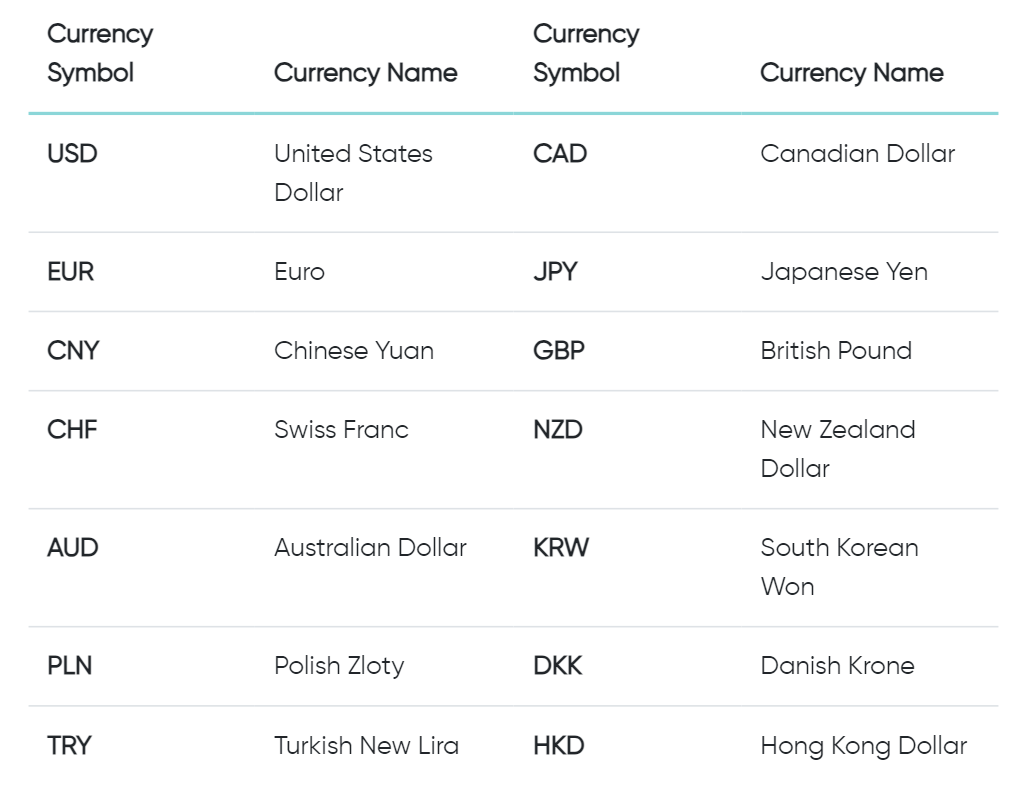 Currency Symbol Currency Name Currency Symbol Currency Name
USD United States Dollar CAD Canadian Dollar
EUR Euro JPY Japanese Yen
CNY Chinese Yuan GBP British Pound
CHF Swiss Franc NZD New Zealand Dollar
AUD Australian Dollar KRW South Korean Won
PLN Polish Zloty DKK Danish Krone
TRY Turkish New Lira HKD Hong Kong Dollar